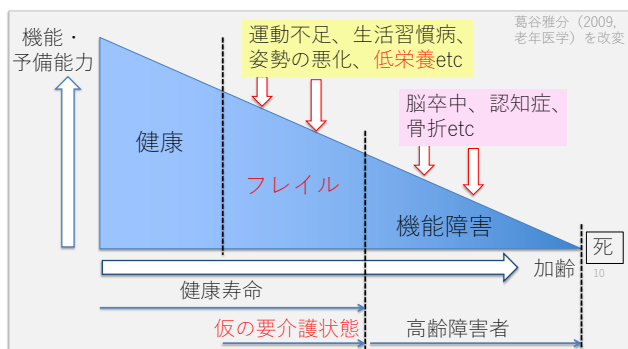 葛谷雅分（2009,
老年医学）を改変
機能・
予備能力
運動不足、生活習慣病、
姿勢の悪化、低栄養etc
脳卒中、認知症、
骨折etc
健康
フレイル
機能障害
死
加齢
10
健康寿命
仮の要介護状態
高齢障害者